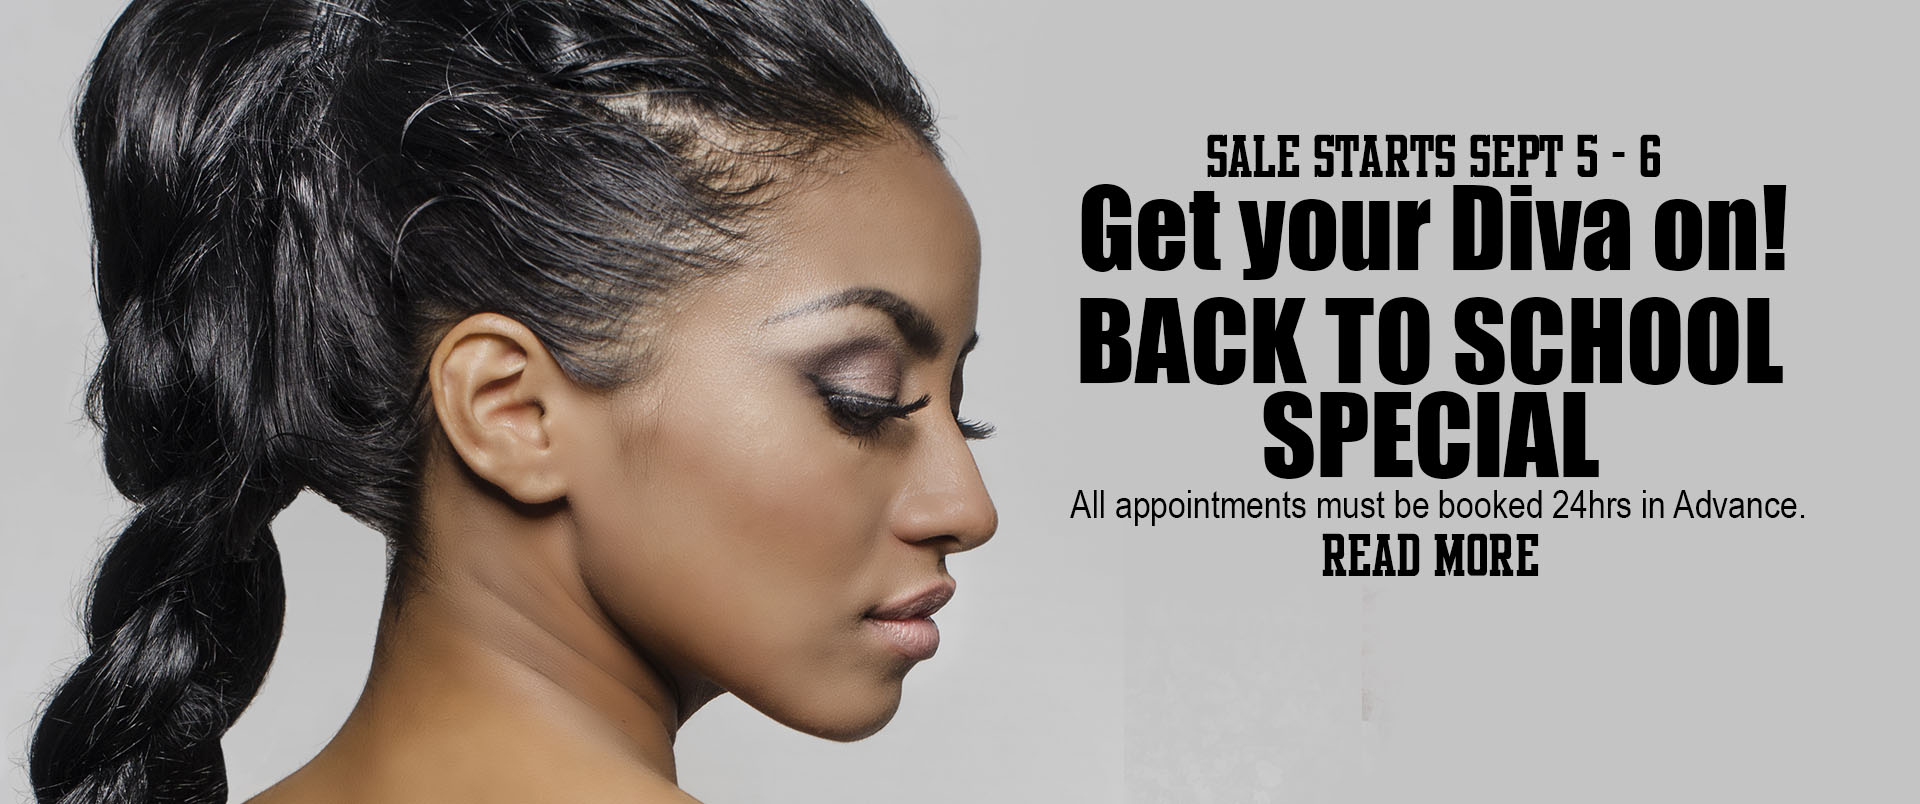 SALE STARTS SEPT 5 - 6
Get your Diva on!
BACK TO SCHOOL
SPECIAL
All appointments must be booked 24hrs in Advance.
READ MORE